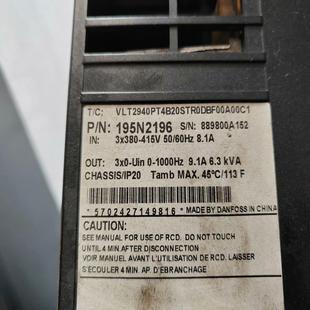 T/C: VLT2940PT4B20STR0DBF00A00C1
P/N: 195N2196 S/N: 889800A152
IN: 3x380-415V 50/60Hz 8.1A
OUT: 3x0-Uin 0-1000Hz 9.1A 6.3 kVA
CHASSIS/IP20 Tamb MAX. 45°C/113 F
*5702427149816* MADE BY DANFOSS IN CHINA
CAUTION:
SEE MANUAL FOR USE OF RCD. DO NOT TOUCH
UNTIL 4 MIN AFTER DISCONNECTION
VOIR MANUAL D'UTILISATION DE RCD. LAISSER
S'ECOULER 4 MIN. AP. D'EBRANCHAGE